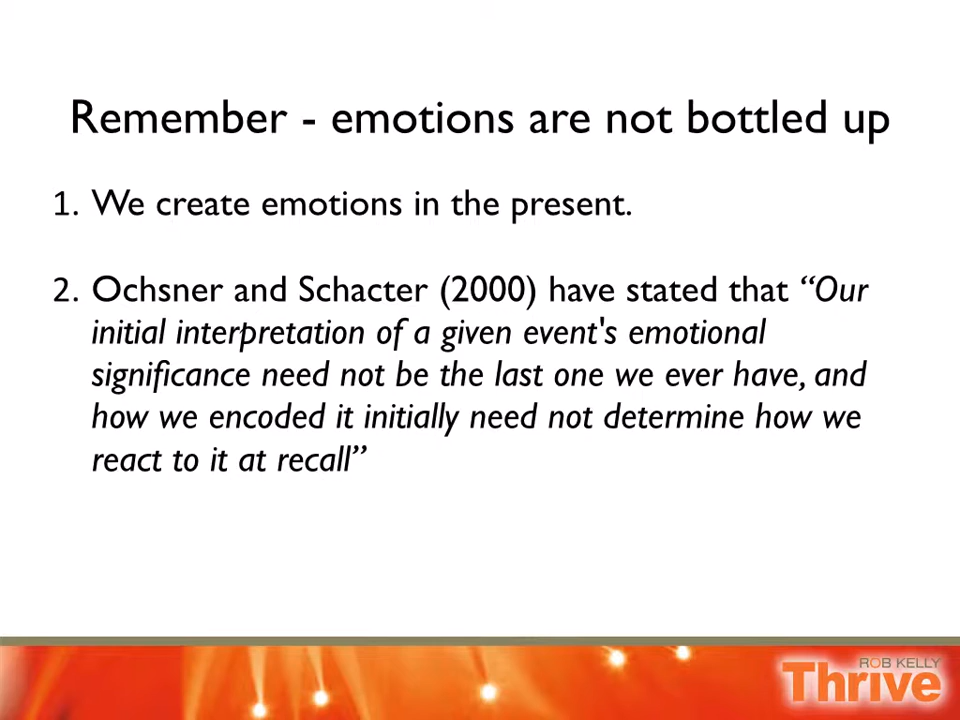 Remember - emotions are not bottled up
1. We create emotions in the present.
2. Ochsner and Schacter (2000) have stated that “Our
initial interpretation of a given event's emotional
significance need not be the last one we ever have, and
how we encoded it initially need not determine how we
react to it at recall”
ROB KELLY
Thrive